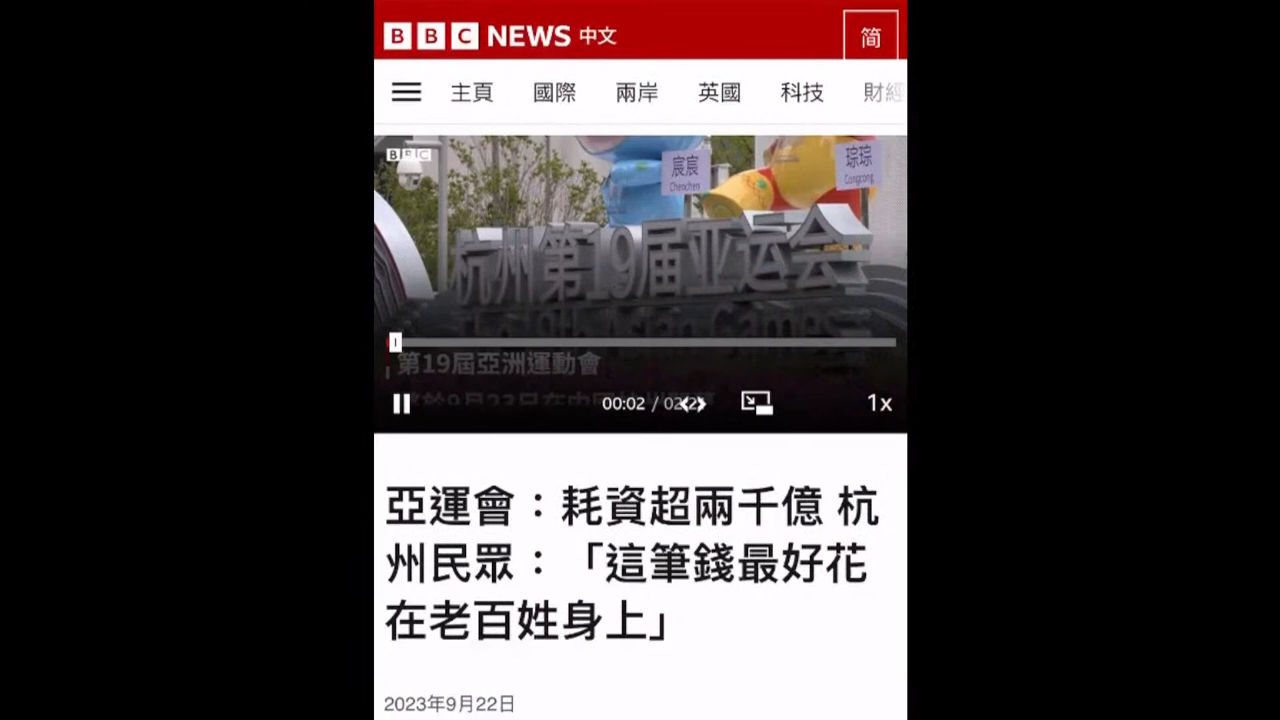 BBC NEWS 中文
简
主頁 國際 兩岸 英國 科技 財經
BBC
宸宸
Chenchen
琮琮
Congcong
杭州第19届亚运会
第19屆亞洲運動會
00:02 / 02:2
1x
亞運會：耗資超兩千億 杭
州民眾：「這筆錢最好花
在老百姓身上」
2023年9月22日